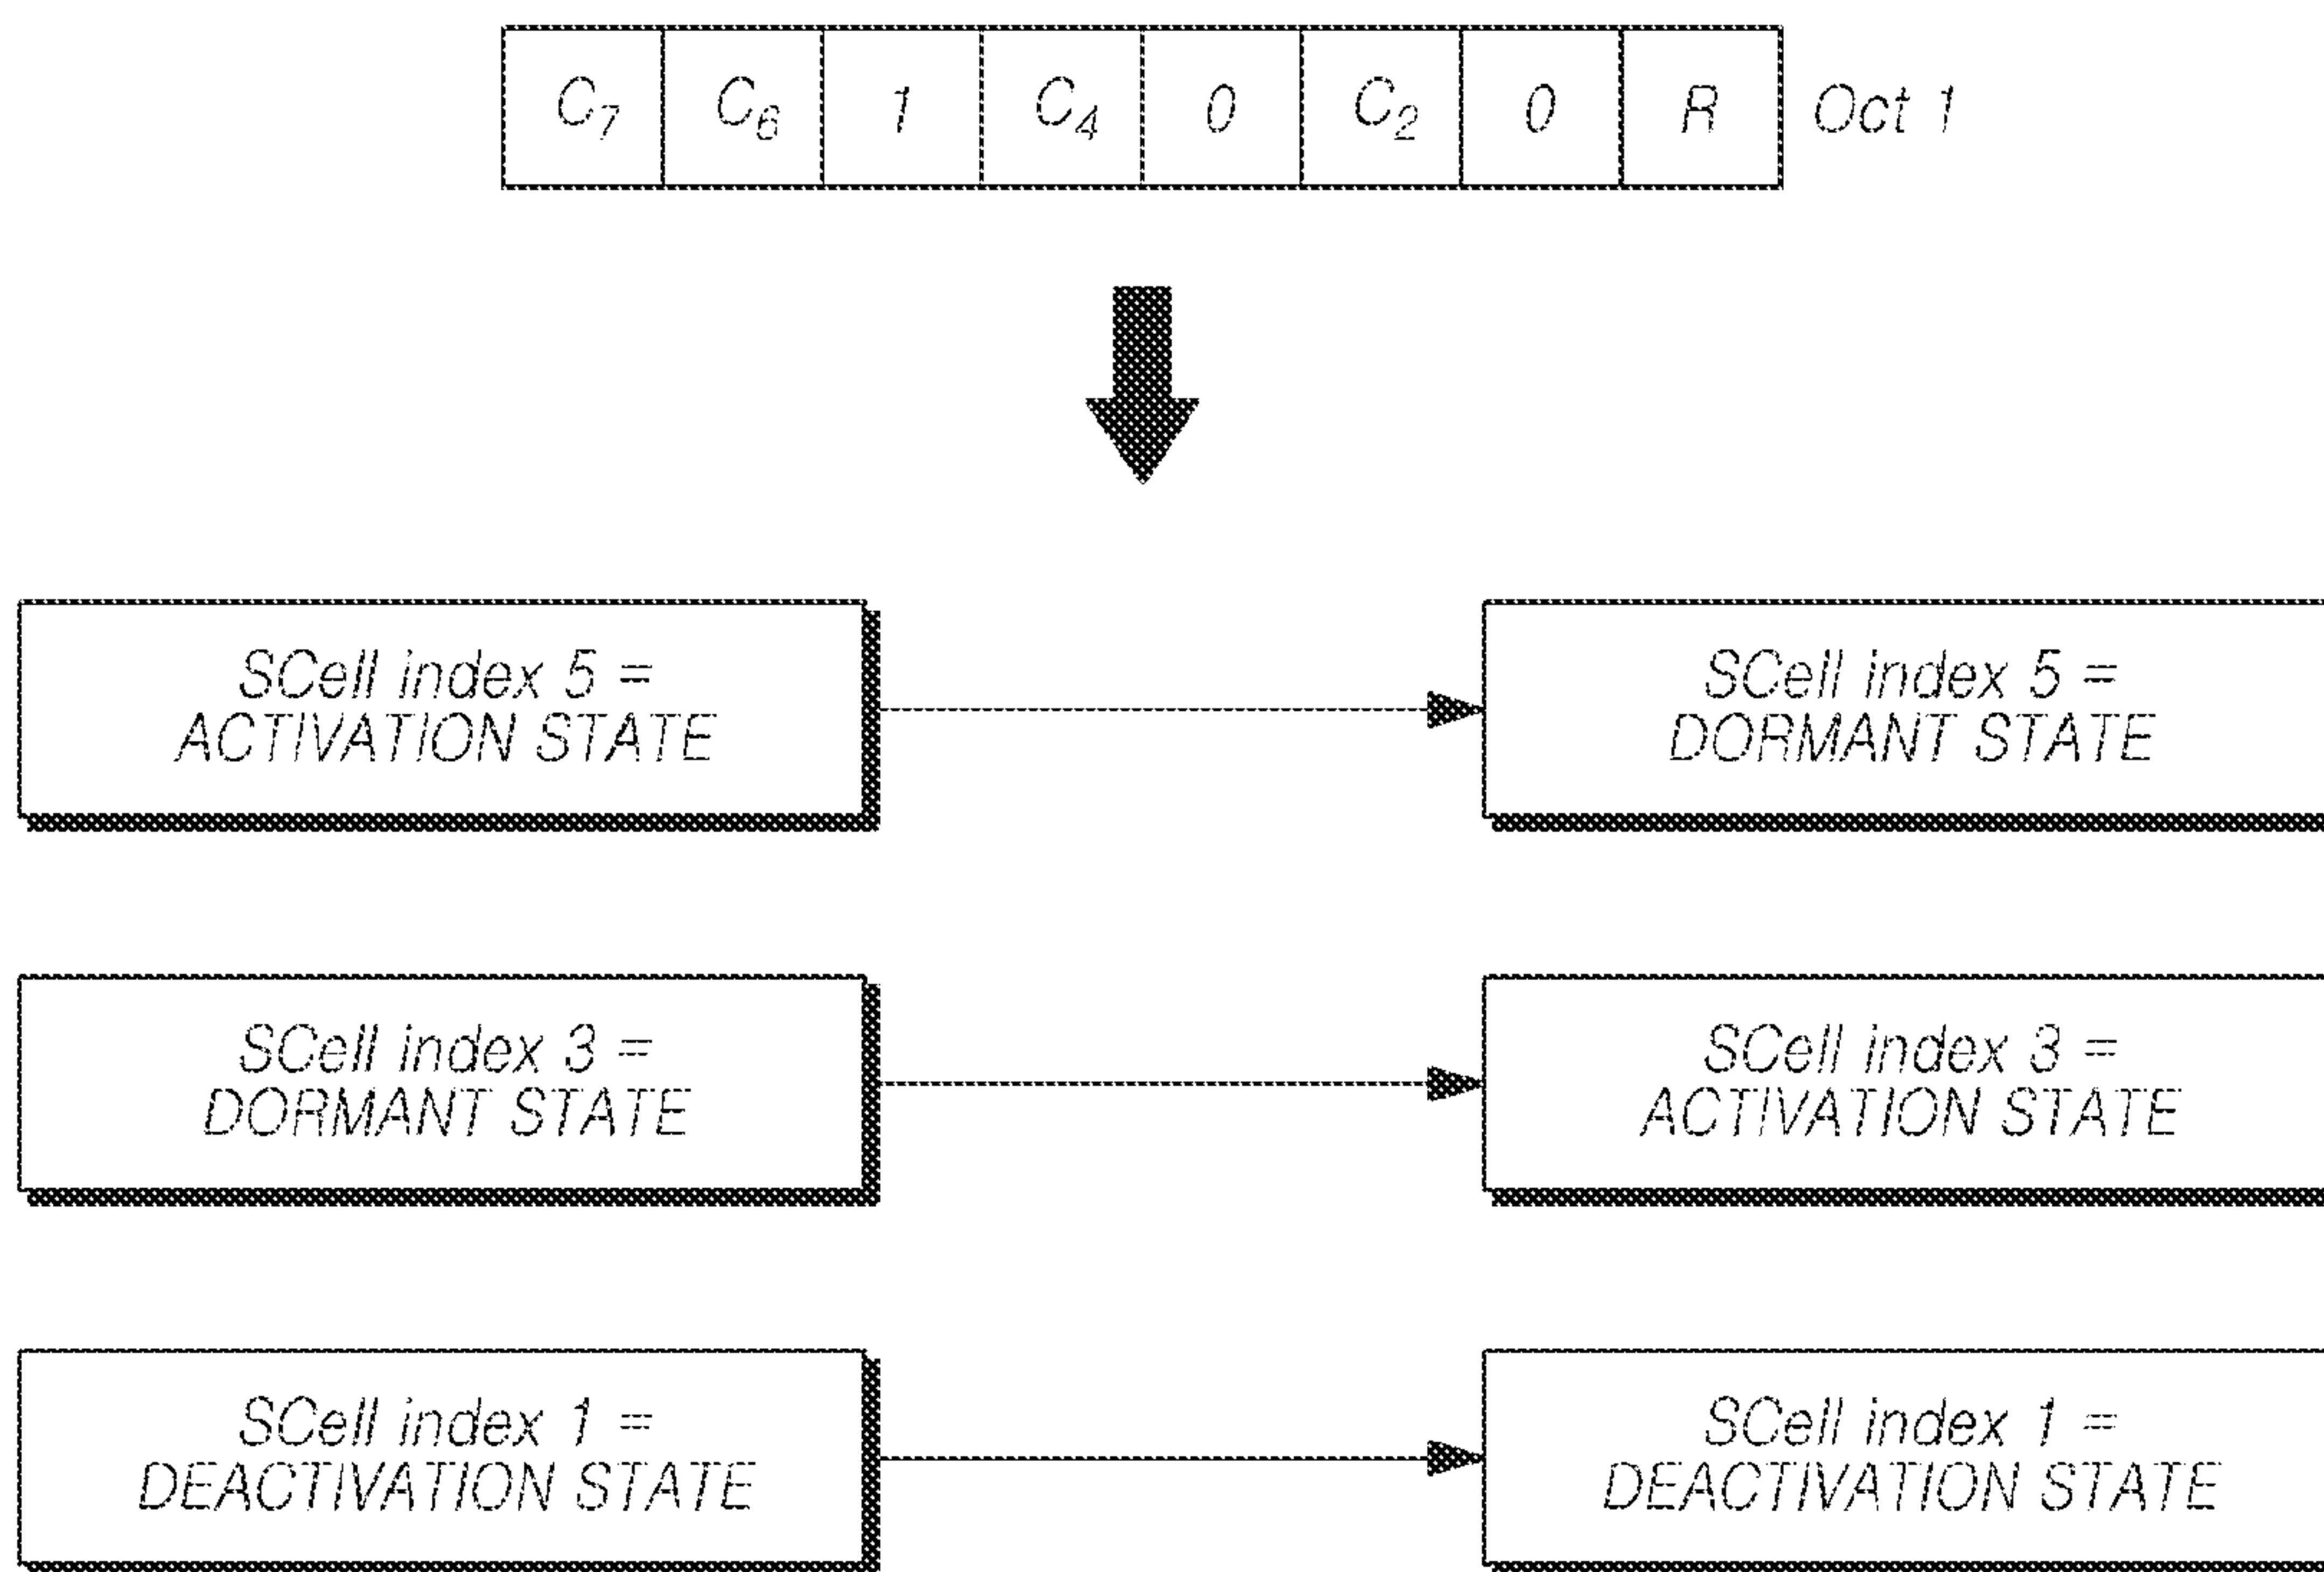 C₇ C₆ 1 C₄ 0 C₂ 0 R Oct 1
SCell index 5 =
ACTIVATION STATE
SCell index 5 =
DORMANT STATE
SCell index 3 =
DORMANT STATE
SCell index 3 =
ACTIVATION STATE
SCell index 1 =
DEACTIVATION STATE
SCell index 1 =
DEACTIVATION STATE